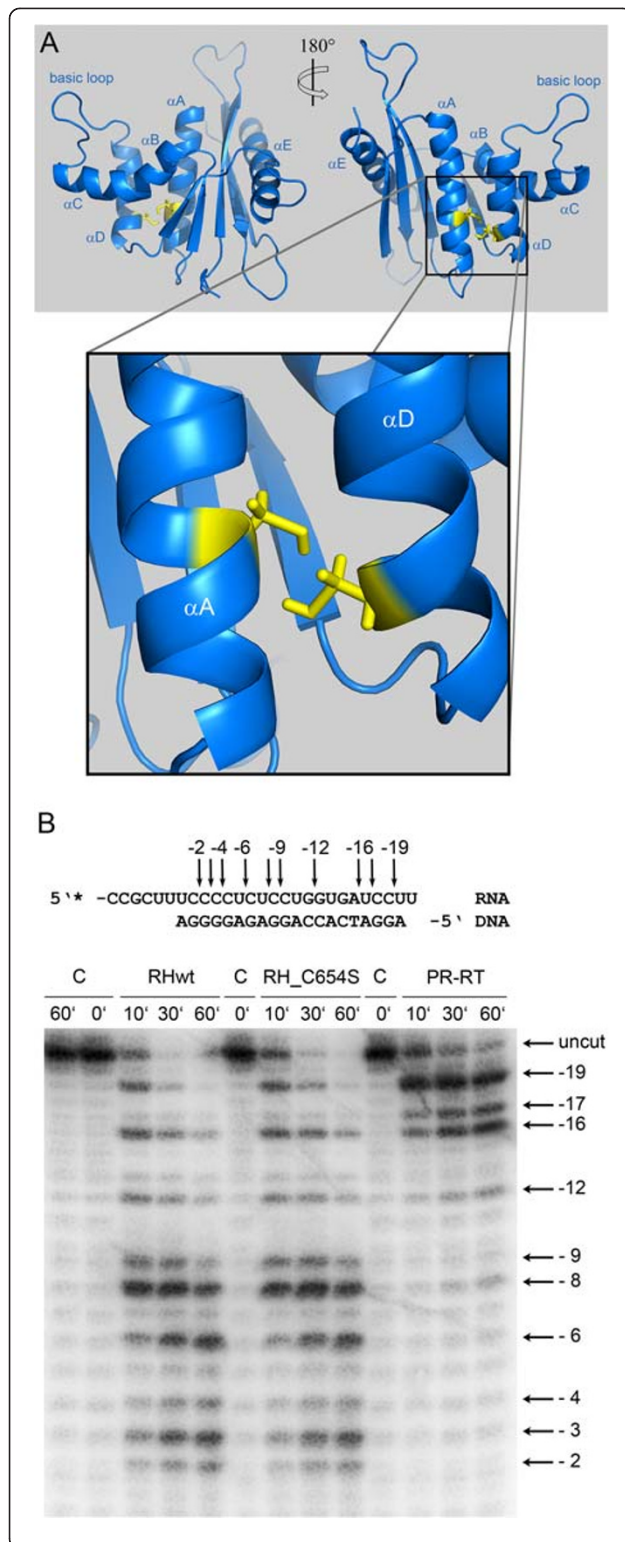 A
180°
basic loop
basic loop
αA
αA
αB
αB
αE
αE
αC
αC
αD
αD
αD
αA
B
-2 -4 -6 -9 -12 -16 -19
5‘* -CCGCUUUCCCCUCUCCUGGUGAUCCUU RNA
AGGGGAGAGGACCACTAGGA -5‘ DNA
C RHwt C RH_C654S C PR-RT
60‘ 0‘ 10‘ 30‘ 60‘ 0‘ 10‘ 30‘ 60‘ 0‘ 10‘ 30‘ 60‘
uncut
-19
-17
-16
-12
- 9
- 8
- 6
- 4
- 3
- 2